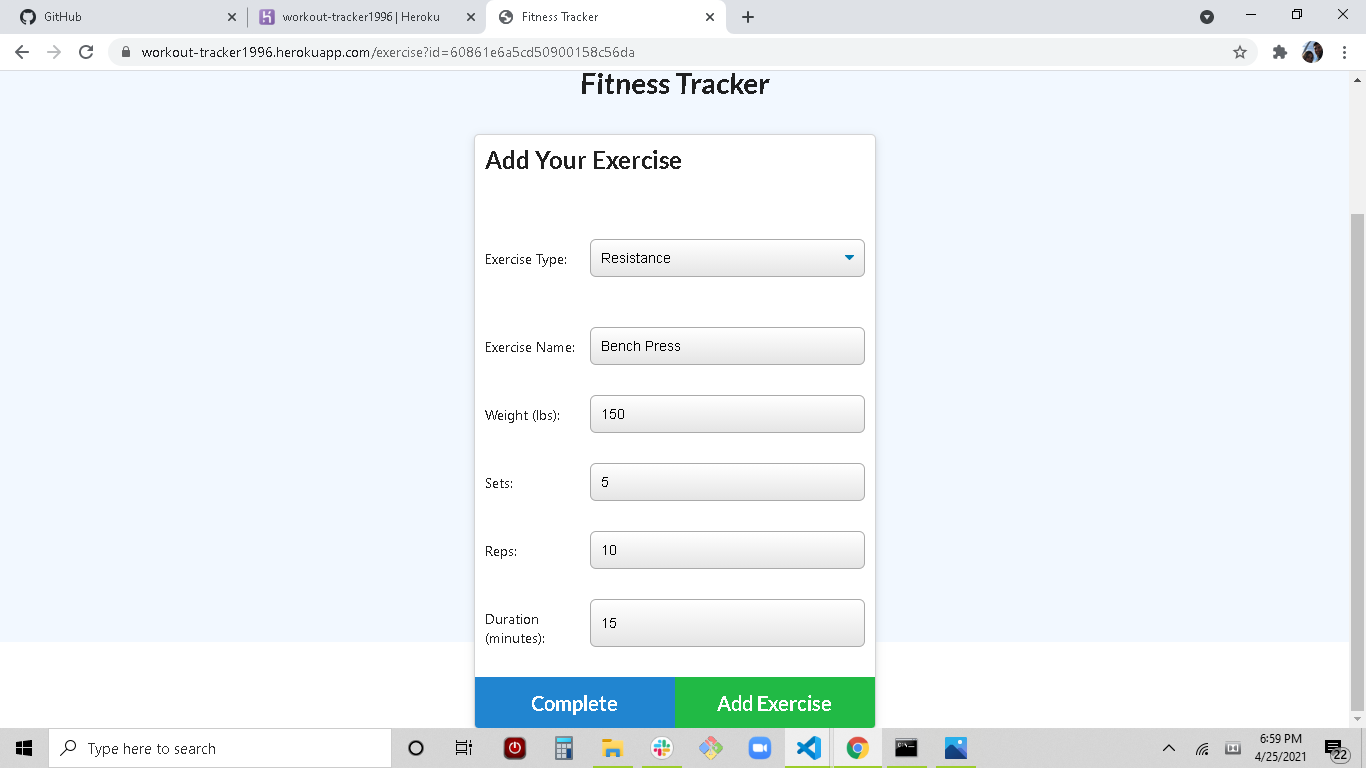 GitHub
workout-tracker1996 | Heroku
Fitness Tracker
workout-tracker1996.herokuapp.com/exercise?id=60861e6a5cd50900158c56da
Fitness Tracker
Add Your Exercise
Exercise Type: Resistance
Exercise Name: Bench Press
Weight (lbs): 150
Sets: 5
Reps: 10
Duration
(minutes): 15
Complete Add Exercise
Type here to search
6:59 PM
4/25/2021
22